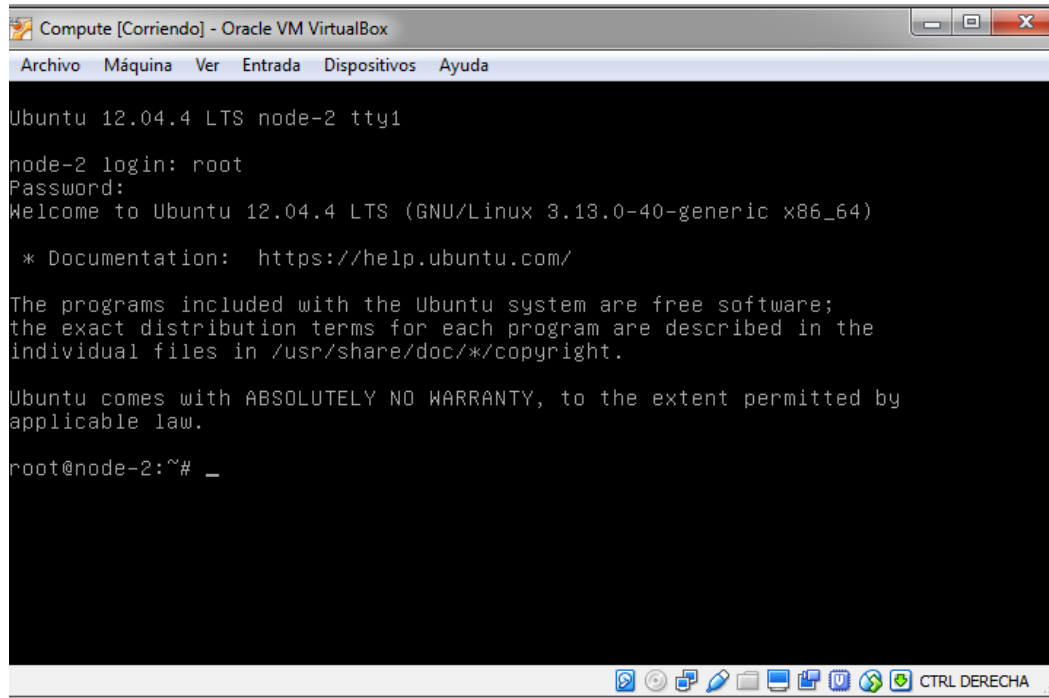 Compute [Corriendo] - Oracle VM VirtualBox
Archivo Máquina Ver Entrada Dispositivos Ayuda
Ubuntu 12.04.4 LTS node-2 tty1
node-2 login: root
Password:
Welcome to Ubuntu 12.04.4 LTS (GNU/Linux 3.13.0-40-generic x86_64)
* Documentation: https://help.ubuntu.com/
The programs included with the Ubuntu system are free software;
the exact distribution terms for each program are described in the
individual files in /usr/share/doc/*/copyright.
Ubuntu comes with ABSOLUTELY NO WARRANTY, to the extent permitted by
applicable law.
root@node-2:~# _
CTRL DERECHA